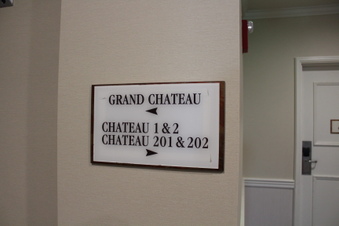 GRAND CHATEAU
CHATEAU 1 & 2
CHATEAU 201 & 202